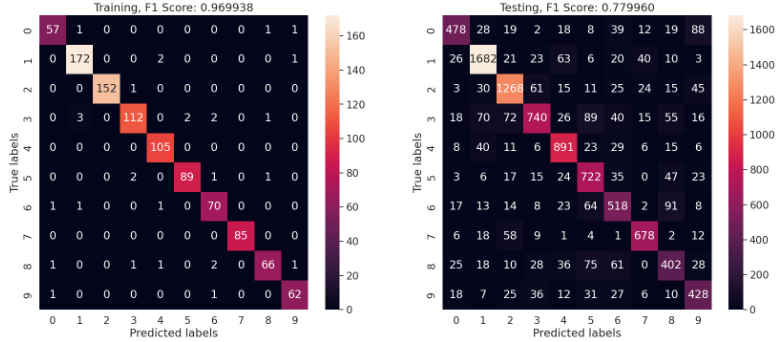 Training, F1 Score: 0.969938
0 57 1 0 0 0 0 0 0 1 1
1 0 172 0 0 2 0 0 0 0 1
2 0 0 152 1 0 0 0 0 0 0
3 0 3 0 112 0 2 2 0 1 0
4 0 0 0 0 105 0 0 0 0 0
5 0 0 0 2 0 89 1 0 1 0
6 1 1 0 0 1 0 70 0 0 0
7 0 0 0 0 0 0 0 85 0 0
8 1 0 0 1 1 0 2 0 66 1
9 1 0 0 0 0 0 1 0 0 62
0 1 2 3 4 5 6 7 8 9
Predicted labels
True labels
160
140
120
100
80
60
40
20
0
Testing, F1 Score: 0.779960
0 478 28 19 2 18 8 39 12 19 88
1 26 1682 21 23 63 6 20 40 10 3
2 3 30 1268 61 15 11 25 24 15 45
3 18 70 72 740 26 89 40 15 55 16
4 8 40 11 6 891 23 29 6 15 6
5 3 6 17 15 24 722 35 0 47 23
6 17 13 14 8 23 64 518 2 91 8
7 6 18 58 9 1 4 1 678 2 12
8 25 18 10 28 36 75 61 0 402 28
9 18 7 25 36 12 31 27 6 10 428
0 1 2 3 4 5 6 7 8 9
Predicted labels
True labels
1600
1400
1200
1000
800
600
400
200
0